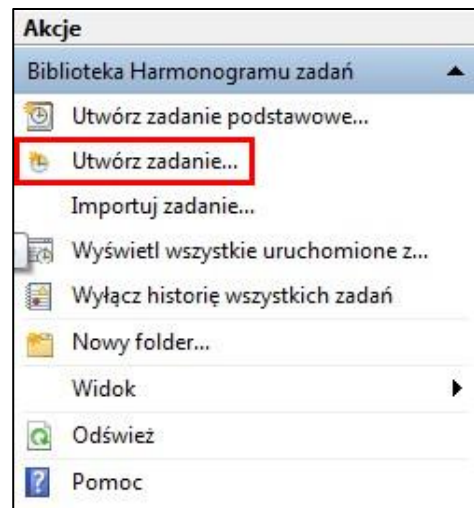 Akcje
Biblioteka Harmonogramu zadań
Utwórz zadanie podstawowe...
Utwórz zadanie...
Importuj zadanie...
Wyświetl wszystkie uruchomione z...
Wyłącz historię wszystkich zadań
Nowy folder...
Widok
Odśwież
Pomoc